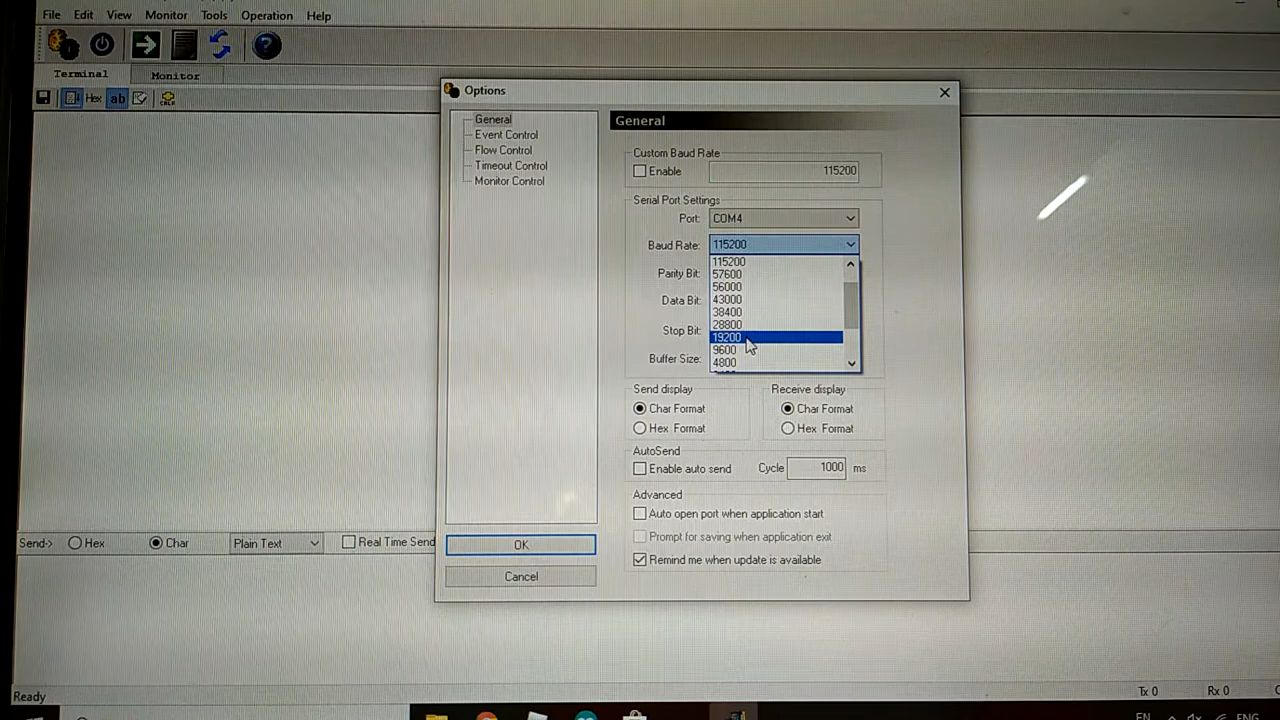 File Edit View Monitor Tools Operation Help
Terminal Monitor
Hex ab
Options
General
Event Control
Flow Control
Timeout Control
Monitor Control
General
Custom Baud Rate
Enable 115200
Serial Port Settings
Port: COM4
Baud Rate: 115200
115200
57600
56000
43000
38400
28800
19200
9600
4800
Parity Bit:
Data Bit:
Stop Bit:
Buffer Size:
Send display
Char Format
Hex Format
Receive display
Char Format
Hex Format
AutoSend
Enable auto send Cycle 1000 ms
Advanced
Auto open port when application start
Prompt for saving when application exit
Remind me when update is available
OK
Cancel
Send-> Hex Char Plain Text Real Time Send
Ready Tx 0 Rx 0
EN ENG